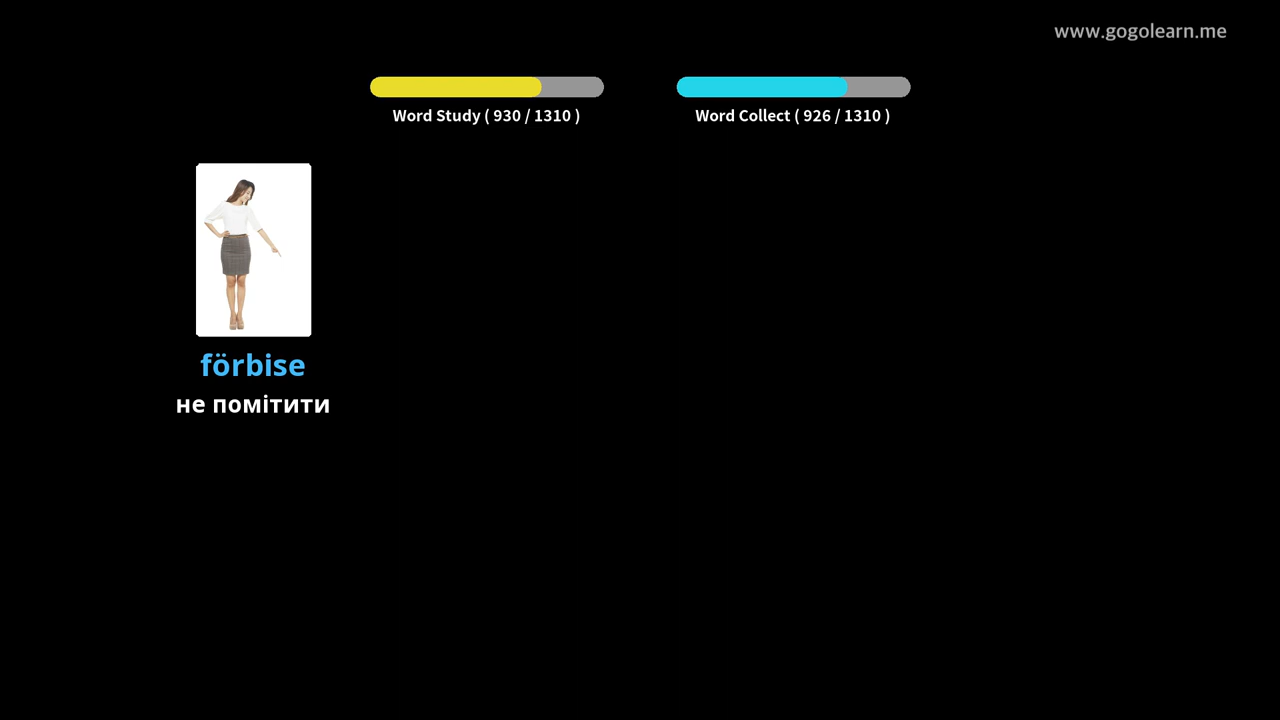 www.gogolearn.me
Word Study ( 930 / 1310 )
Word Collect ( 926 / 1310 )
förbise
не помітити